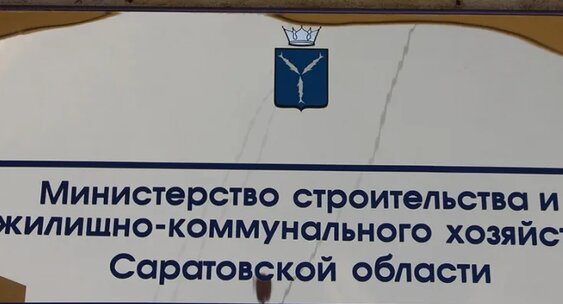 Министерство строительства и
жилищно-коммунального хозяйст
Саратовской области